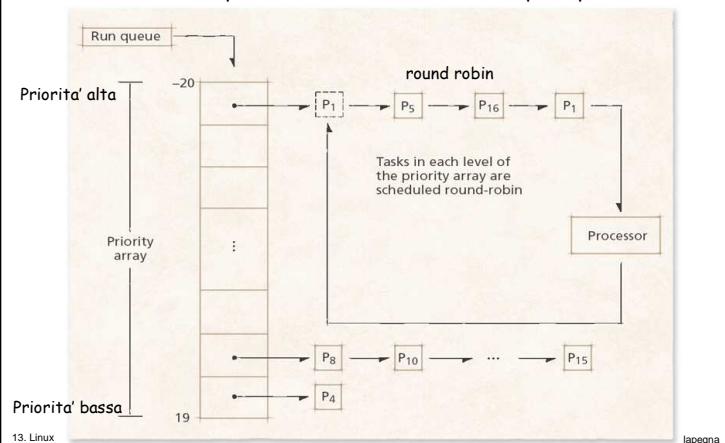 Run queue
round robin
Priorita' alta
–20
P1
P5
P16
P1
Tasks in each level of
the priority array are
scheduled round-robin
Processor
Priority
array
⋮
P8
P10
...
P15
P4
Priorita' bassa
19
13. Linux
lapegna